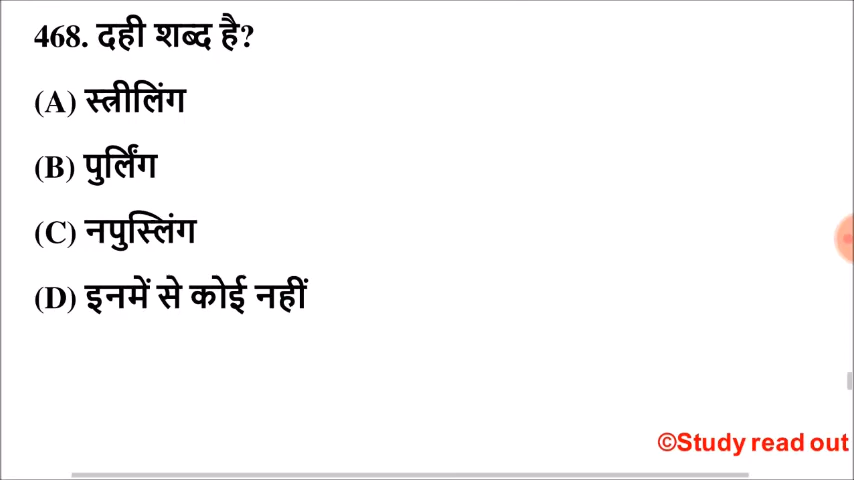 468. दही शब्द है?
(A) स्त्रीलिंग
(B) पुर्लिंग
(C) नपुस्लिंग
(D) इनमें से कोई नहीं
©Study read out